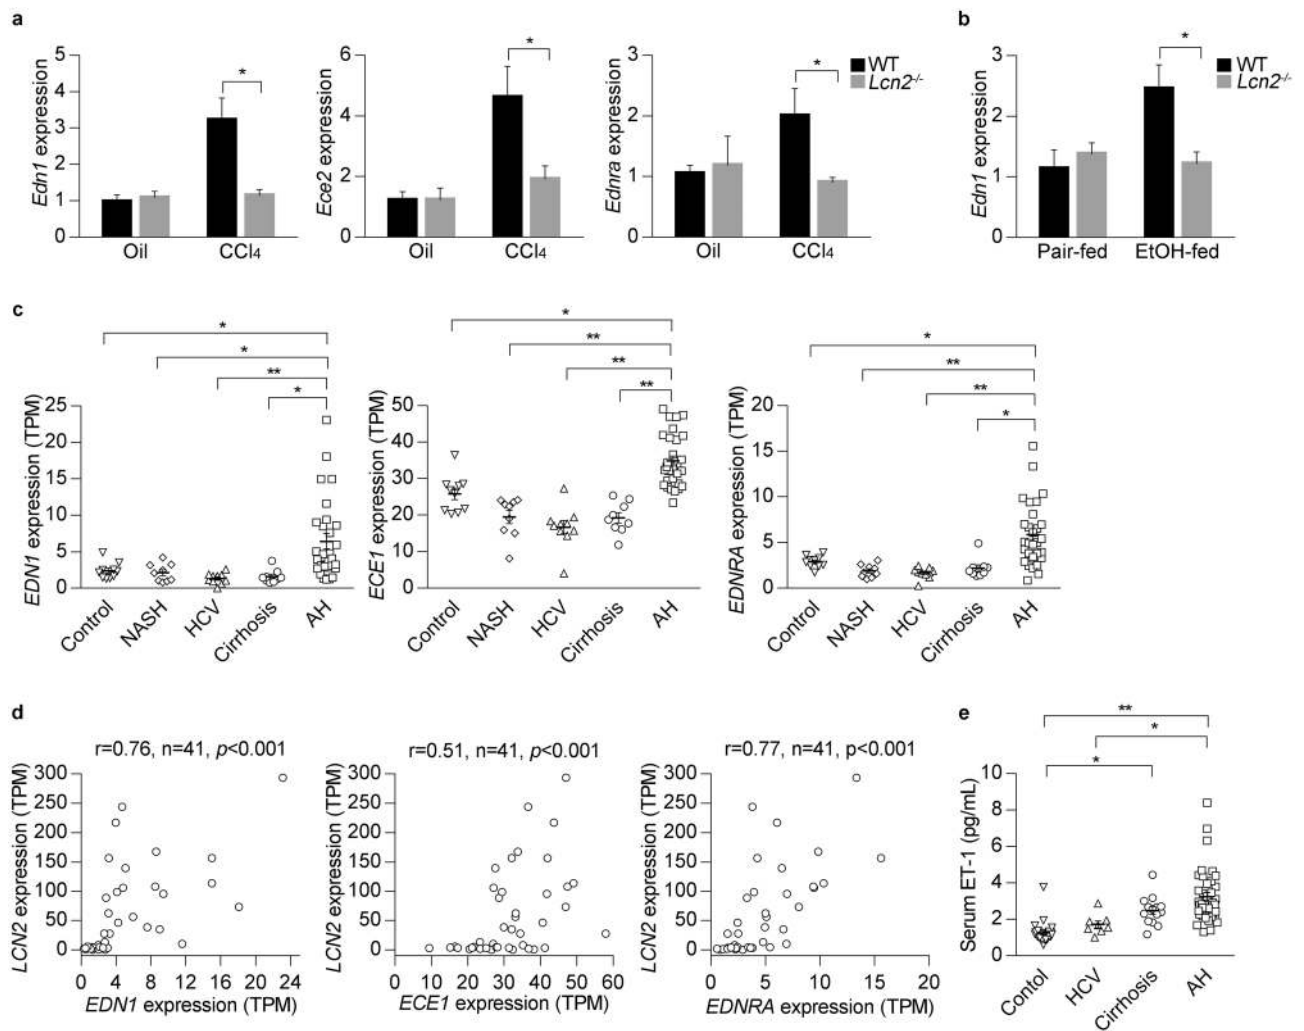 a
b
5
4
3
2
1
0
Edn1 expression
*
Oil
CCl4
6
4
2
0
Ece2 expression
*
Oil
CCl4
3
2
1
0
Ednra expression
*
Oil
CCl4
WT
Lcn2-/-
3
2
1
0
Edn1 expression
*
Pair-fed
EtOH-fed
WT
Lcn2-/-
c
*
*
**
*
25
20
15
10
5
0
EDN1 expression (TPM)
Control
NASH
HCV
Cirrhosis
AH
*
**
**
**
50
40
30
20
10
0
ECE1 expression (TPM)
Control
NASH
HCV
Cirrhosis
AH
*
**
**
*
20
15
10
5
0
EDNRA expression (TPM)
Control
NASH
HCV
Cirrhosis
AH
d
r=0.76, n=41, p<0.001
300
250
200
150
100
50
0
LCN2 expression (TPM)
0 4 8 12 16 20 24
EDN1 expression (TPM)
r=0.51, n=41, p<0.001
300
250
200
150
100
50
0
LCN2 expression (TPM)
0 10 20 30 40 50 60
ECE1 expression (TPM)
r=0.77, n=41, p<0.001
300
250
200
150
100
50
0
LCN2 expression (TPM)
0 5 10 15 20
EDNRA expression (TPM)
e
**
*
*
10
8
6
4
2
0
Serum ET-1 (pg/mL)
Contol
HCV
Cirrhosis
AH